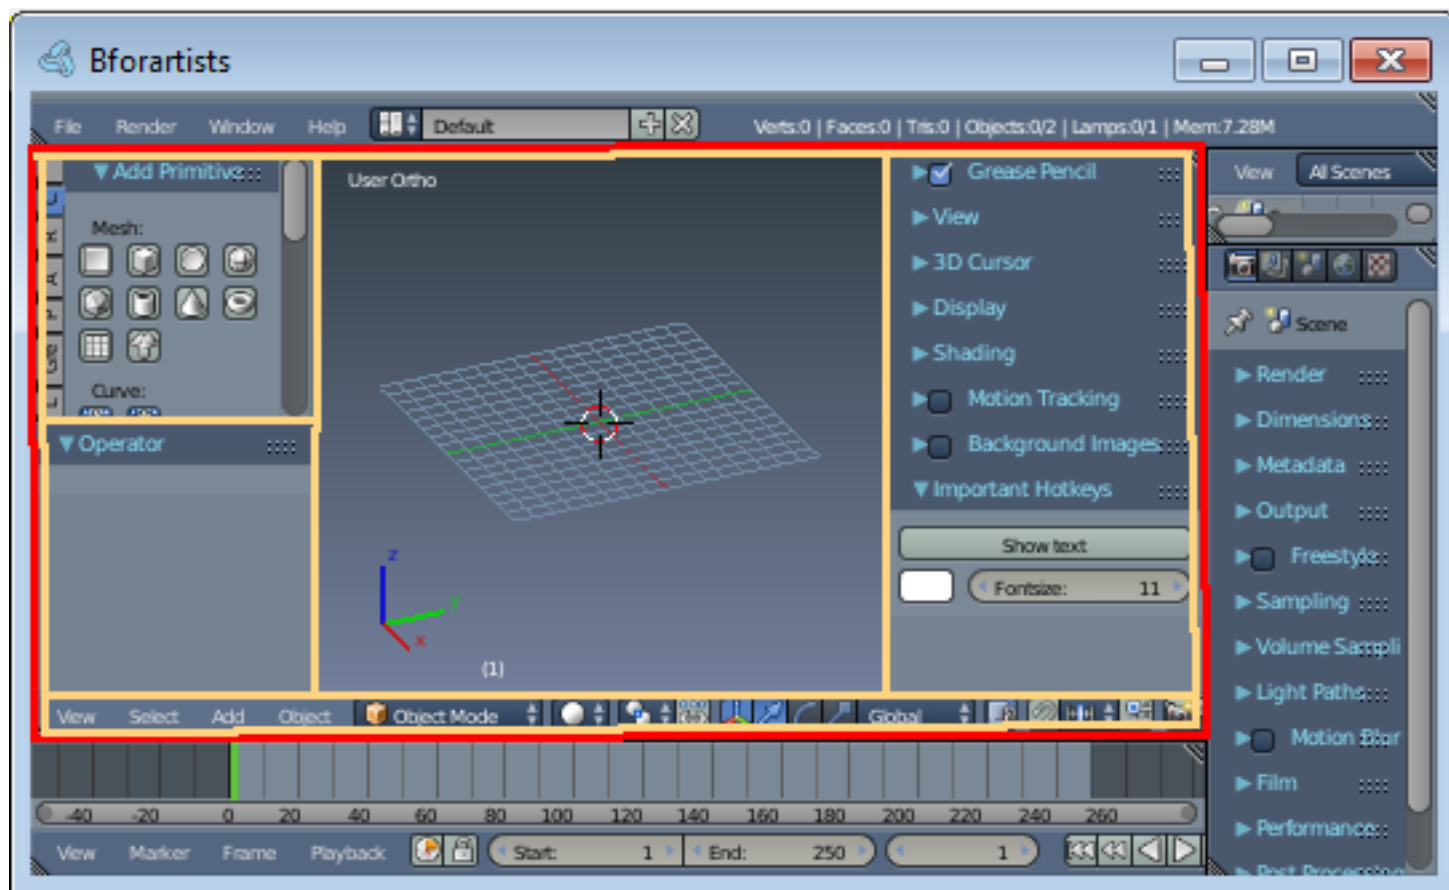 Bforartists
File Render Window Help Default Verts:0 | Faces:0 | Tris:0 | Objects:0/2 | Lamps:0/1 | Mem:7.28M
Add Primitive
Mesh:
Curve:
Operator
User Ortho
z
y
x
(1)
Grease Pencil
View
3D Cursor
Display
Shading
Motion Tracking
Background Images
Important Hotkeys
Show text
Fontsize: 11
View Select Add Object Object Mode Global
View All Scenes
Scene
Render
Dimensions
Metadata
Output
Freestyle
Sampling
Volume Sampli
Light Paths
Motion Blur
Film
Performance
Post Processing
-40 -20 0 20 40 60 80 100 120 140 160 180 200 220 240 260
View Marker Frame Playback Start: 1 End: 250 1